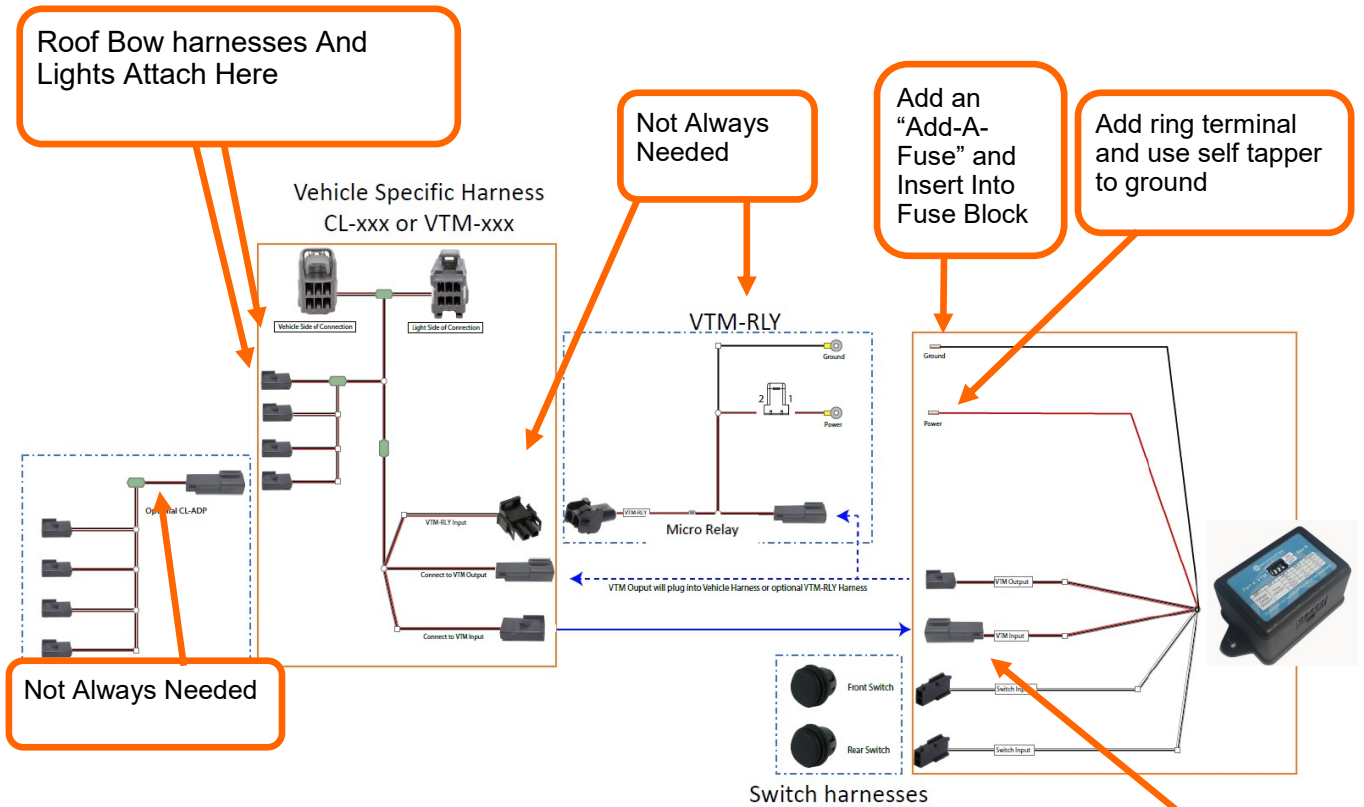 Roof Bow harnesses And
Lights Attach Here
Not Always
Needed
Add an
“Add-A-
Fuse” and
Insert Into
Fuse Block
Add ring terminal
and use self tapper
to ground
Vehicle Specific Harness
CL-xxx or VTM-xxx
Vehicle Side of Connection
Light Side of Connection
VTM-RLY
Ground
2
1
Power
Ground
Power
VTM-RLY Input
VTM-RLY
Micro Relay
Connect to VTM Output
VTM Ouput will plug into Vehicle Harness or optional VTM-RLY Harness
Connect to VTM Input
VTM Output
VTM Input
Switch Input
Switch Input
CL-ADP
Not Always Needed
Front Switch
Rear Switch
Switch harnesses